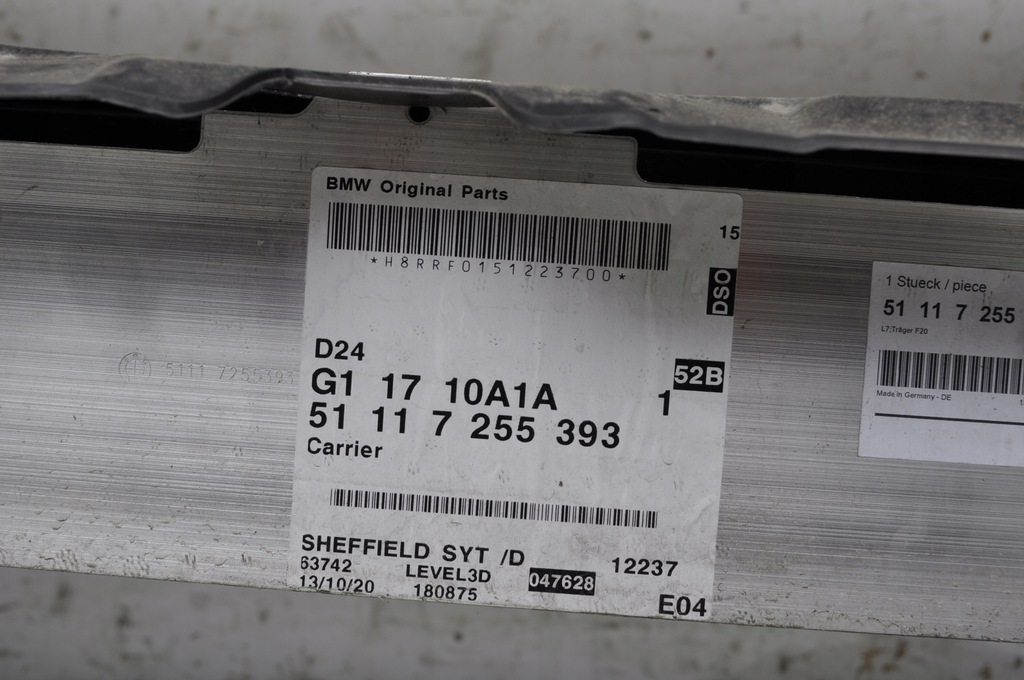 BMW Original Parts
*H8RRF0151223700*
15
DSO
D24
52B
G1 17 10A1A
1
51 11 7 255 393
Carrier
SHEFFIELD SYT /D
12237
63742
LEVEL3D
047628
13/10/20
180875
E04
5111 7255393
1 Stueck / piece
51 11 7 255
L7;Träger F20
Made in Germany - DE